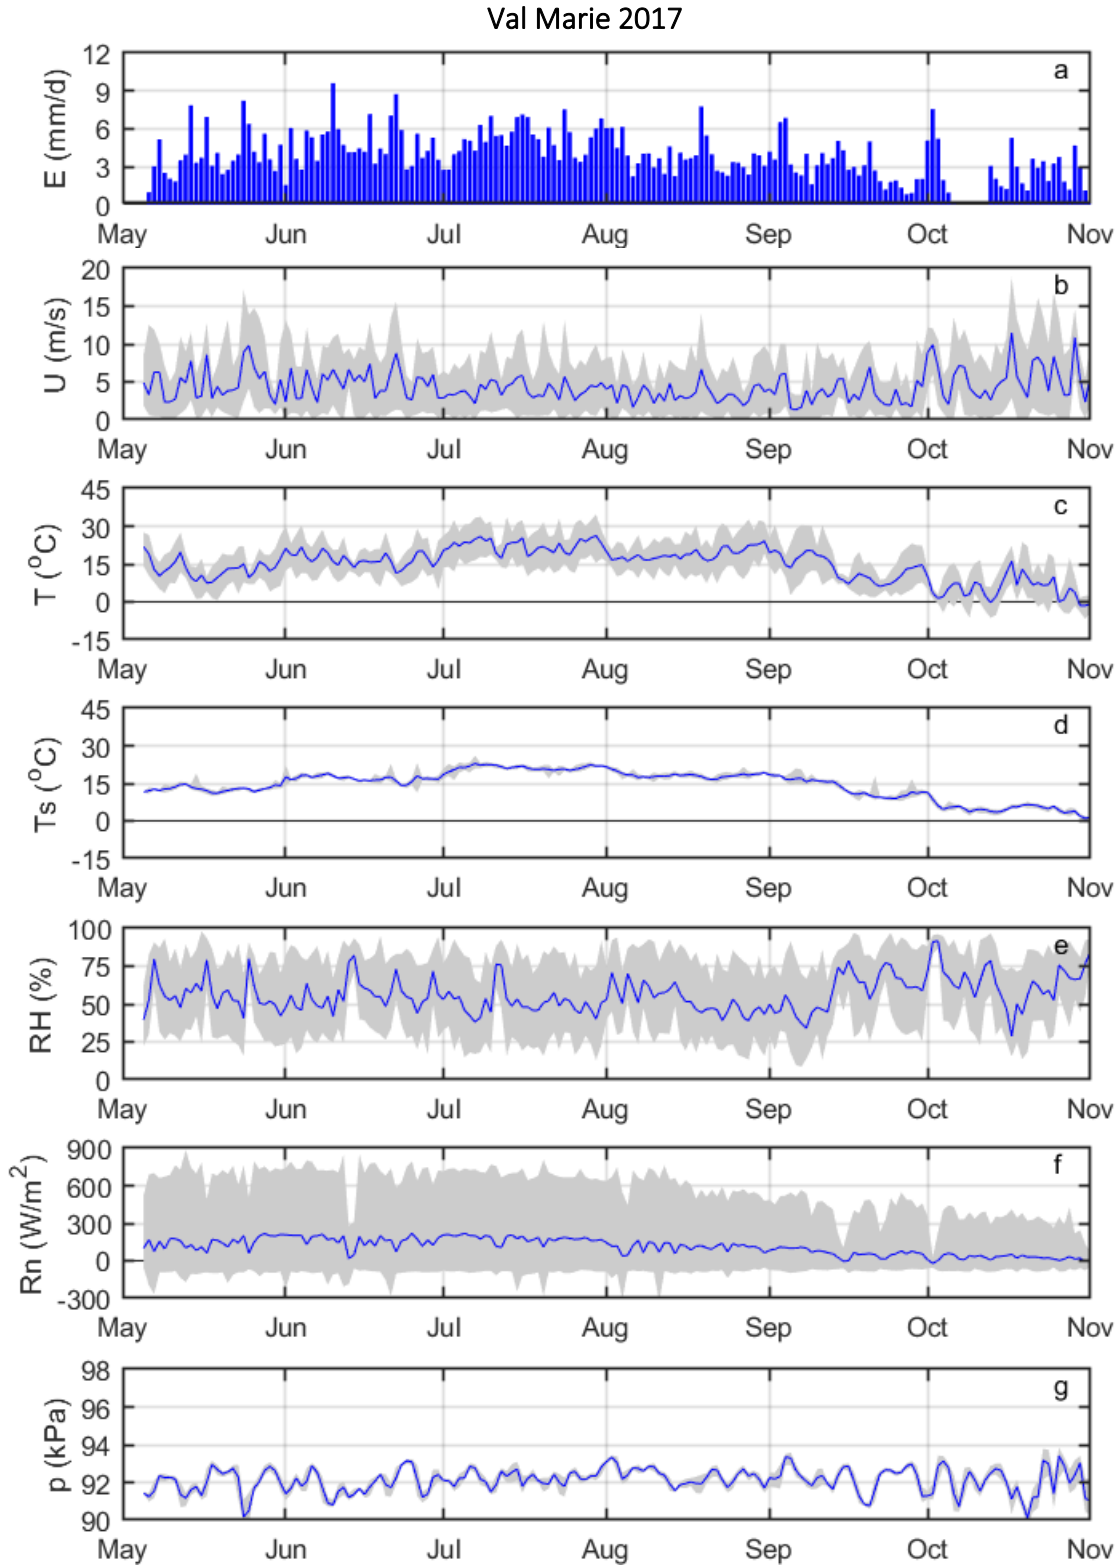 Val Marie 2017
a
E (mm/d)
12
9
6
3
0
May Jun Jul Aug Sep Oct Nov
b
U (m/s)
20
15
10
5
0
May Jun Jul Aug Sep Oct Nov
c
T (°C)
45
30
15
0
-15
May Jun Jul Aug Sep Oct Nov
d
Ts (°C)
45
30
15
0
-15
May Jun Jul Aug Sep Oct Nov
e
RH (%)
100
75
50
25
0
May Jun Jul Aug Sep Oct Nov
f
Rn (W/m²)
900
600
300
0
-300
May Jun Jul Aug Sep Oct Nov
g
p (kPa)
98
96
94
92
90
May Jun Jul Aug Sep Oct Nov